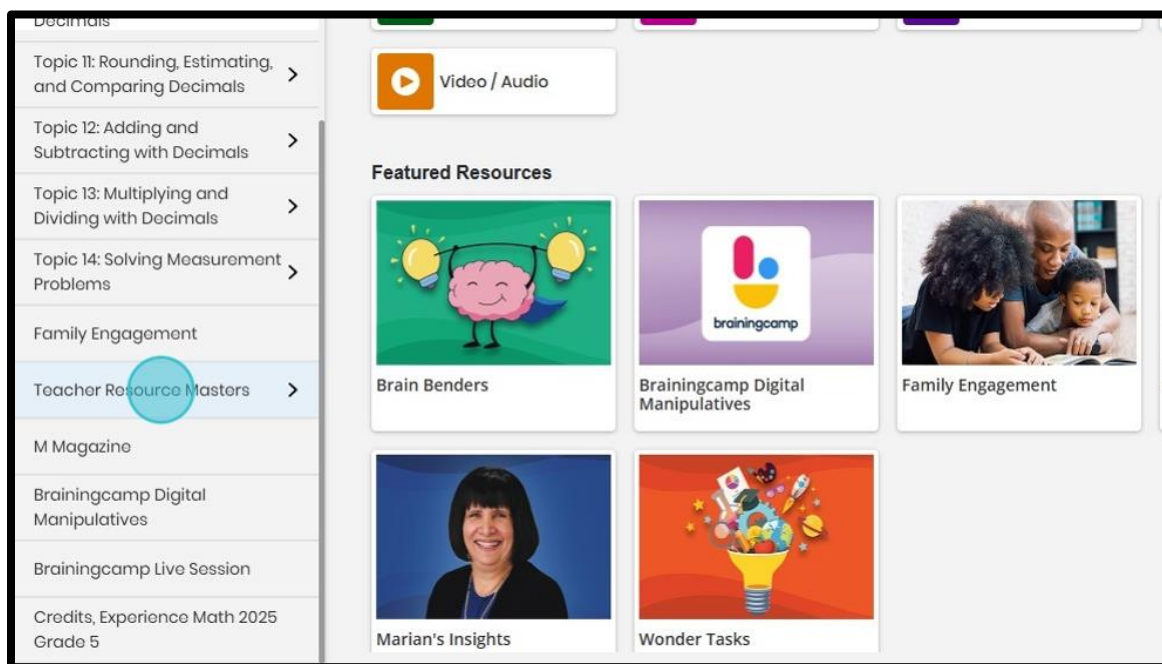 Decimals
Topic 11: Rounding, Estimating,
and Comparing Decimals
Topic 12: Adding and
Subtracting with Decimals
Topic 13: Multiplying and
Dividing with Decimals
Topic 14: Solving Measurement
Problems
Family Engagement
Teacher Resource Masters
M Magazine
Brainingcamp Digital
Manipulatives
Brainingcamp Live Session
Credits, Experience Math 2025
Grade 5
Video / Audio
Featured Resources
brainingcamp
Brain Benders
Brainingcamp Digital
Manipulatives
Family Engagement
Marian's Insights
Wonder Tasks